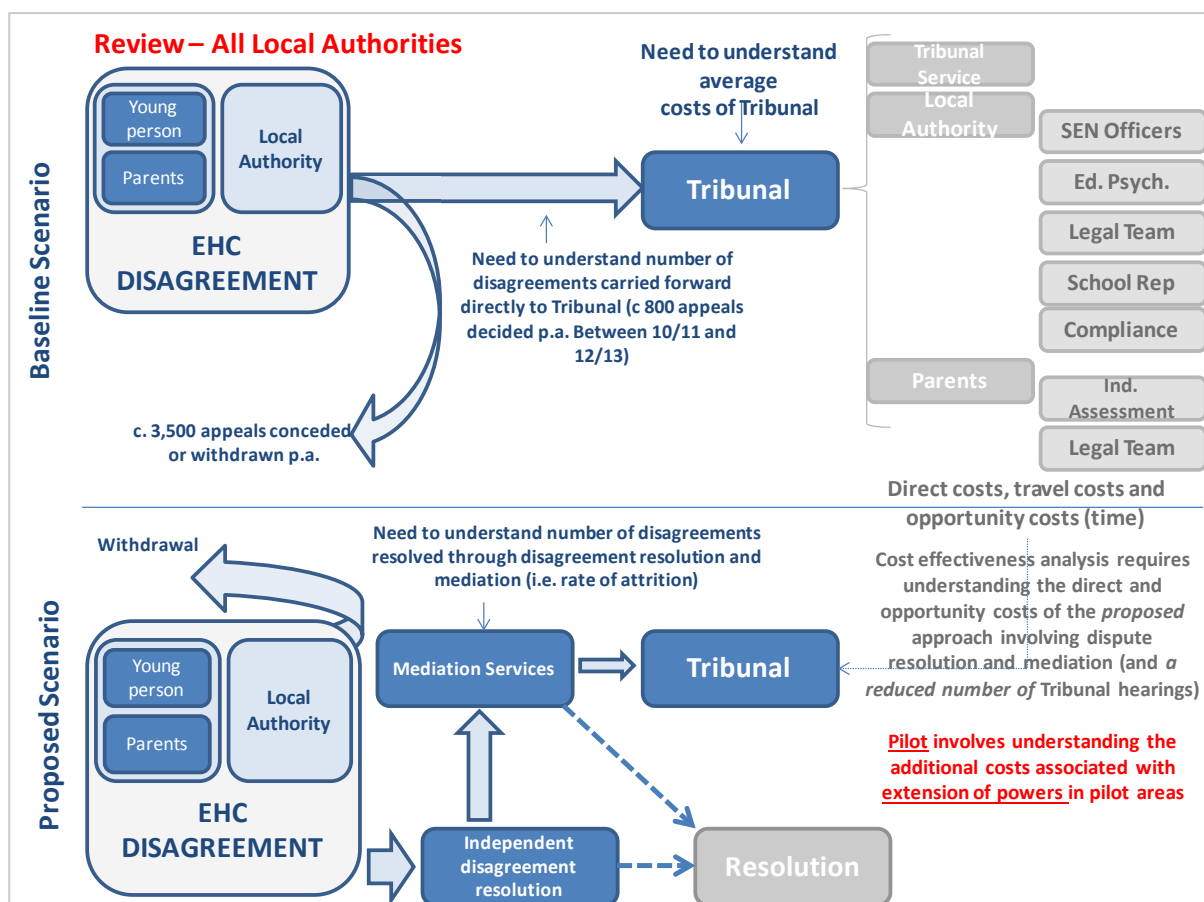 Review – All Local Authorities
Baseline Scenario
Young
person
Parents
Local
Authority
EHC
DISAGREEMENT
Need to understand
average
costs of Tribunal
Tribunal
Need to understand number of
disagreements carried forward
directly to Tribunal (c 800 appeals
decided p.a. Between 10/11 and
12/13)
c. 3,500 appeals conceded
or withdrawn p.a.
Tribunal
Service
Local
Authority
SEN Officers
Ed. Psych.
Legal Team
School Rep
Compliance
Parents
Ind.
Assessment
Legal Team
Direct costs, travel costs and
opportunity costs (time)
Proposed Scenario
Withdrawal
Young
person
Parents
Local
Authority
EHC
DISAGREEMENT
Need to understand number of disagreements
resolved through disagreement resolution and
mediation (i.e. rate of attrition)
Mediation Services
Tribunal
Independent
disagreement
resolution
Resolution
Cost effectiveness analysis requires
understanding the direct and
opportunity costs of the proposed
approach involving dispute
resolution and mediation (and a
reduced number of Tribunal hearings)
Pilot involves understanding the
additional costs associated with
extension of powers in pilot areas